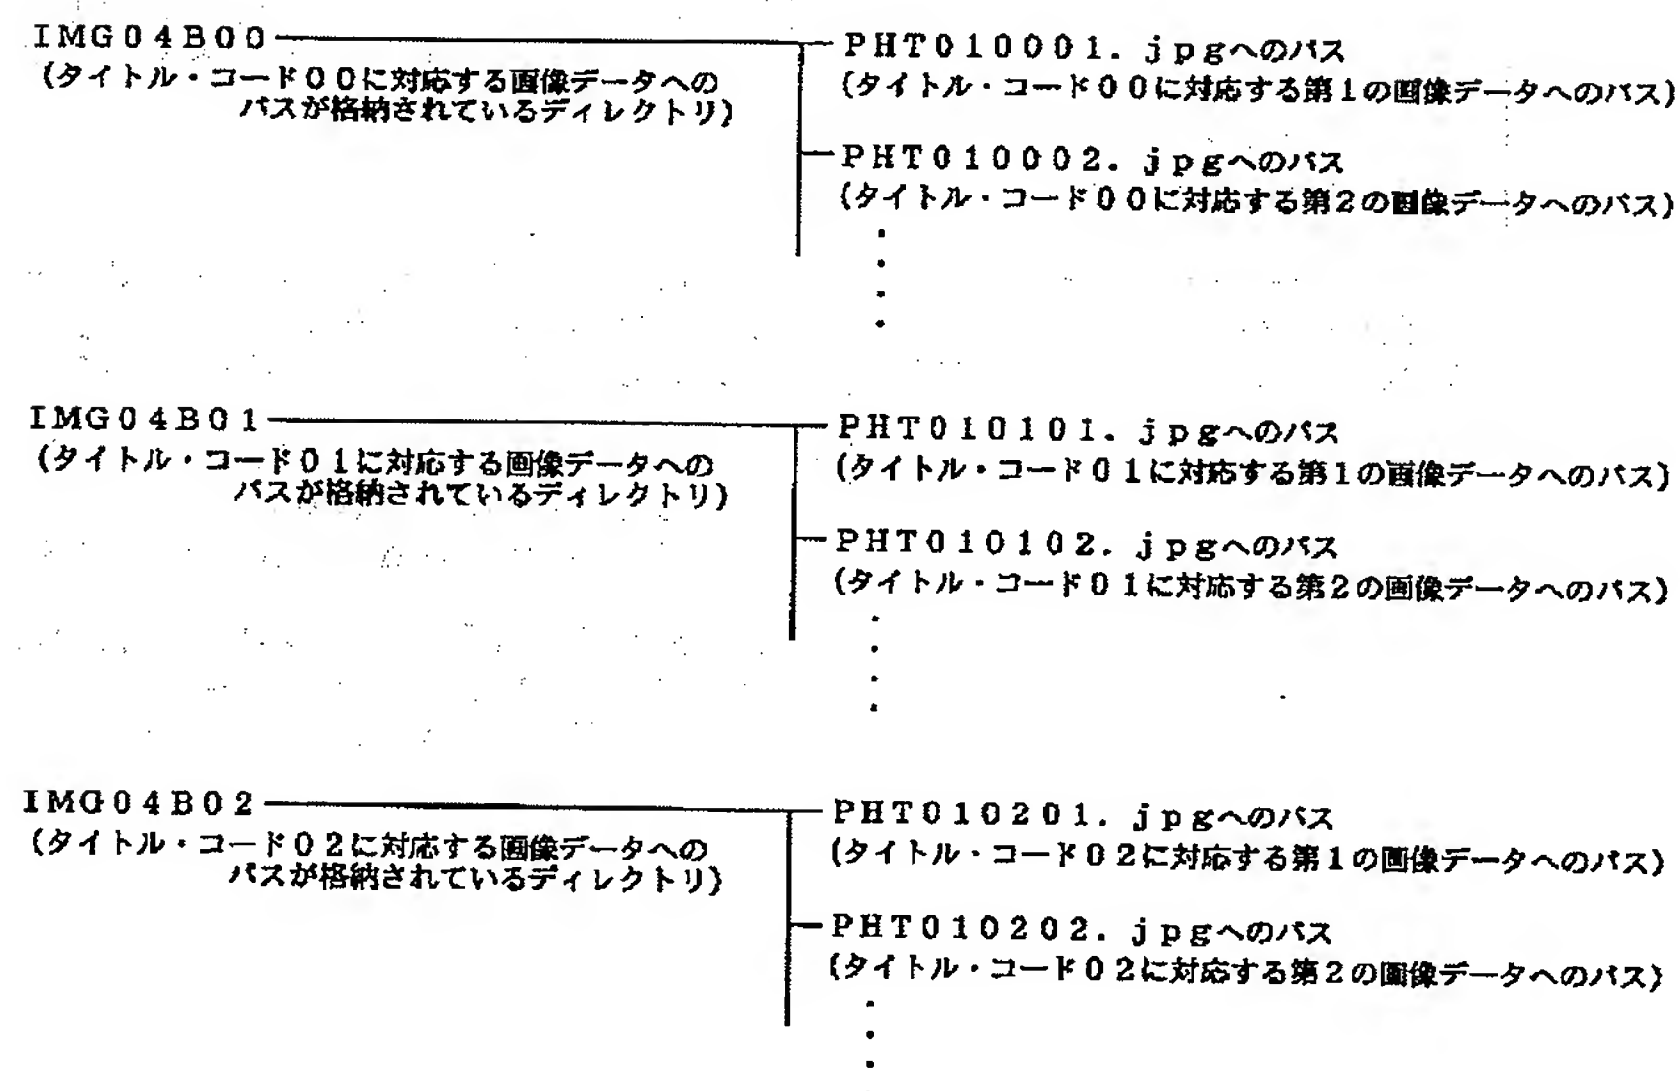 IMG04B00
(タイトル・コード00に対応する画像データへの
パスが格納されているディレクトリ)
PHT010001.jpgへのパス
(タイトル・コード00に対応する第1の画像データへのパス)
PHT010002.jpgへのパス
(タイトル・コード00に対応する第2の画像データへのパス)
IMG04B01
(タイトル・コード01に対応する画像データへの
パスが格納されているディレクトリ)
PHT010101.jpgへのパス
(タイトル・コード01に対応する第1の画像データへのパス)
PHT010102.jpgへのパス
(タイトル・コード01に対応する第2の画像データへのパス)
IMG04B02
(タイトル・コード02に対応する画像データへの
パスが格納されているディレクトリ)
PHT010201.jpgへのパス
(タイトル・コード02に対応する第1の画像データへのパス)
PHT010202.jpgへのパス
(タイトル・コード02に対応する第2の画像データへのパス)